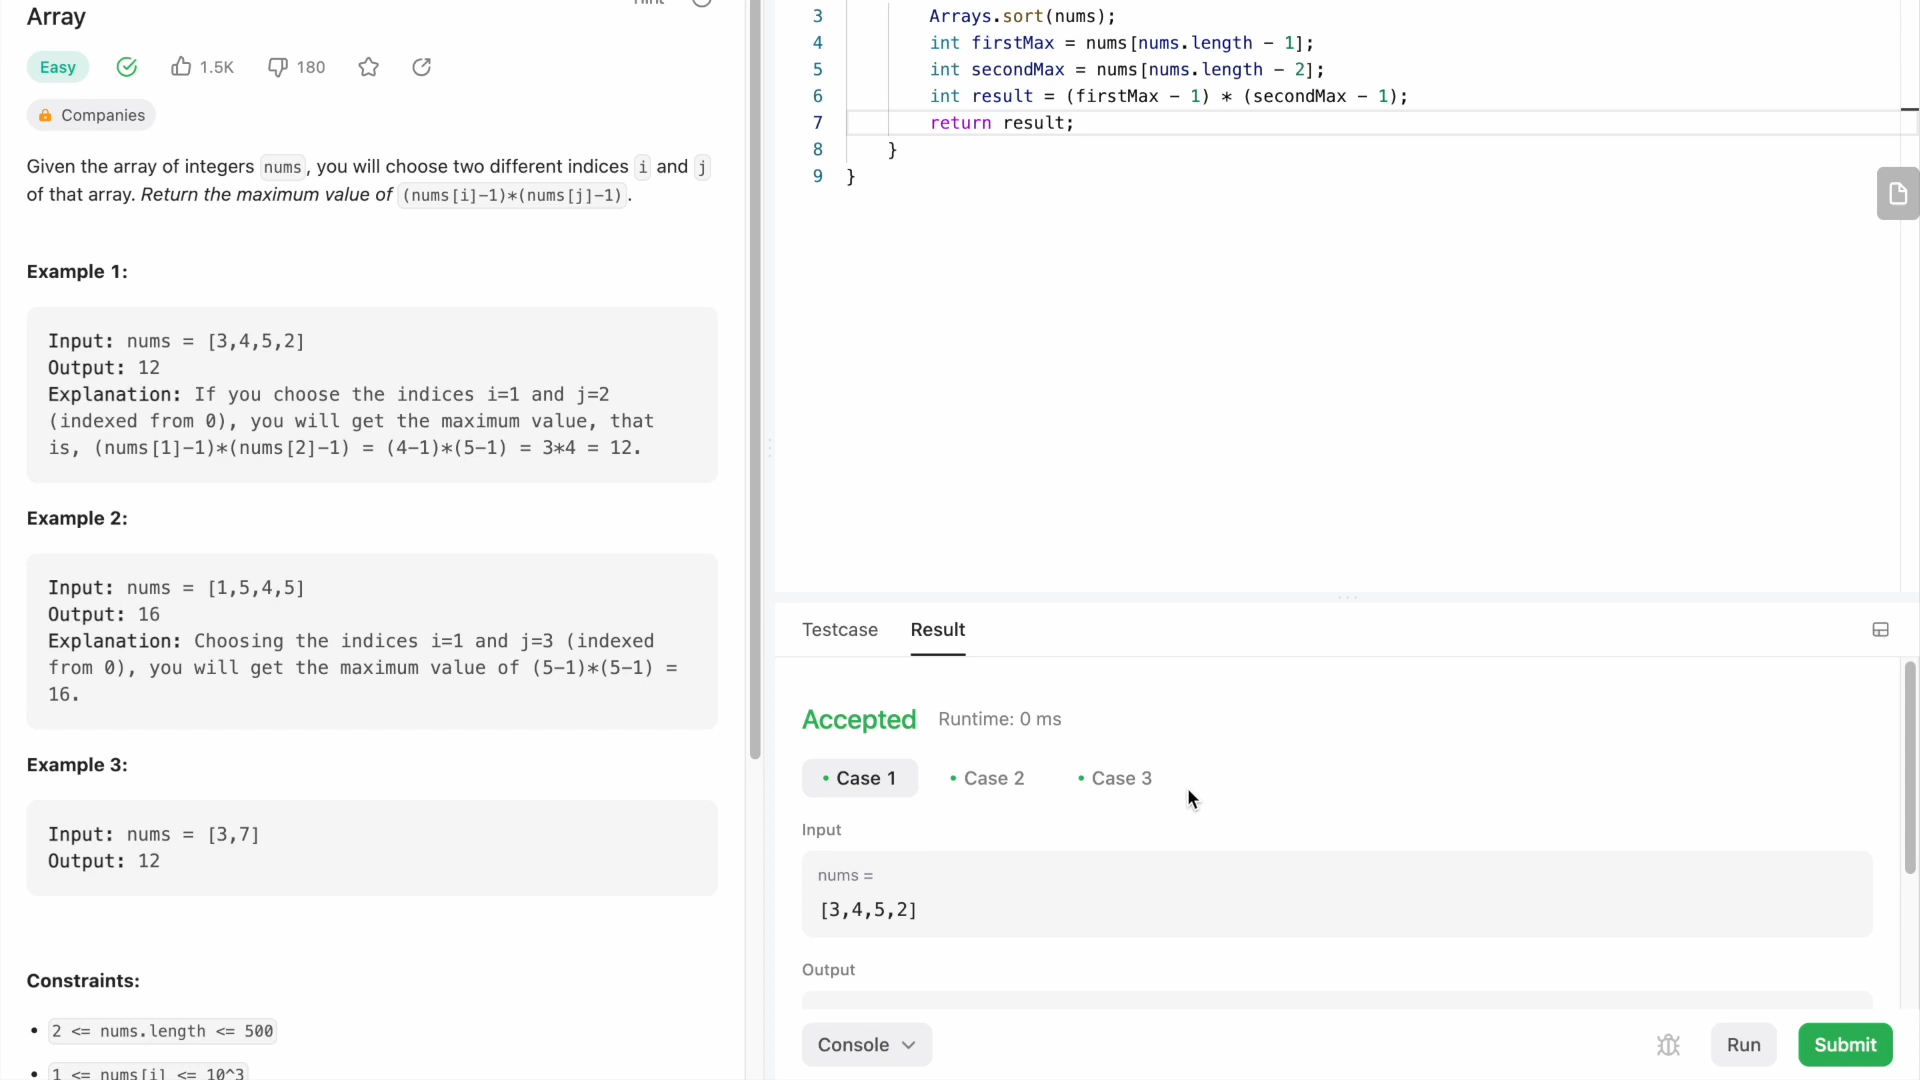 Array
Easy
1.5K
180
Companies
Given the array of integers nums, you will choose two different indices i and j
of that array. Return the maximum value of (nums[i]-1)*(nums[j]-1).
Example 1:
Input: nums = [3,4,5,2]
Output: 12
Explanation: If you choose the indices i=1 and j=2
(indexed from 0), you will get the maximum value, that
is, (nums[1]-1)*(nums[2]-1) = (4-1)*(5-1) = 3*4 = 12.
Example 2:
Input: nums = [1,5,4,5]
Output: 16
Explanation: Choosing the indices i=1 and j=3 (indexed
from 0), you will get the maximum value of (5-1)*(5-1) =
16.
Example 3:
Input: nums = [3,7]
Output: 12
Constraints:
• 2 <= nums.length <= 500
• 1 <= nums[i] <= 10^3
3 Arrays.sort(nums);
4 int firstMax = nums[nums.length - 1];
5 int secondMax = nums[nums.length - 2];
6 int result = (firstMax - 1) * (secondMax - 1);
7 return result;
8 }
9 }
Testcase Result
Accepted Runtime: 0 ms
• Case 1 • Case 2 • Case 3
Input
nums =
[3,4,5,2]
Output
Console Run Submit